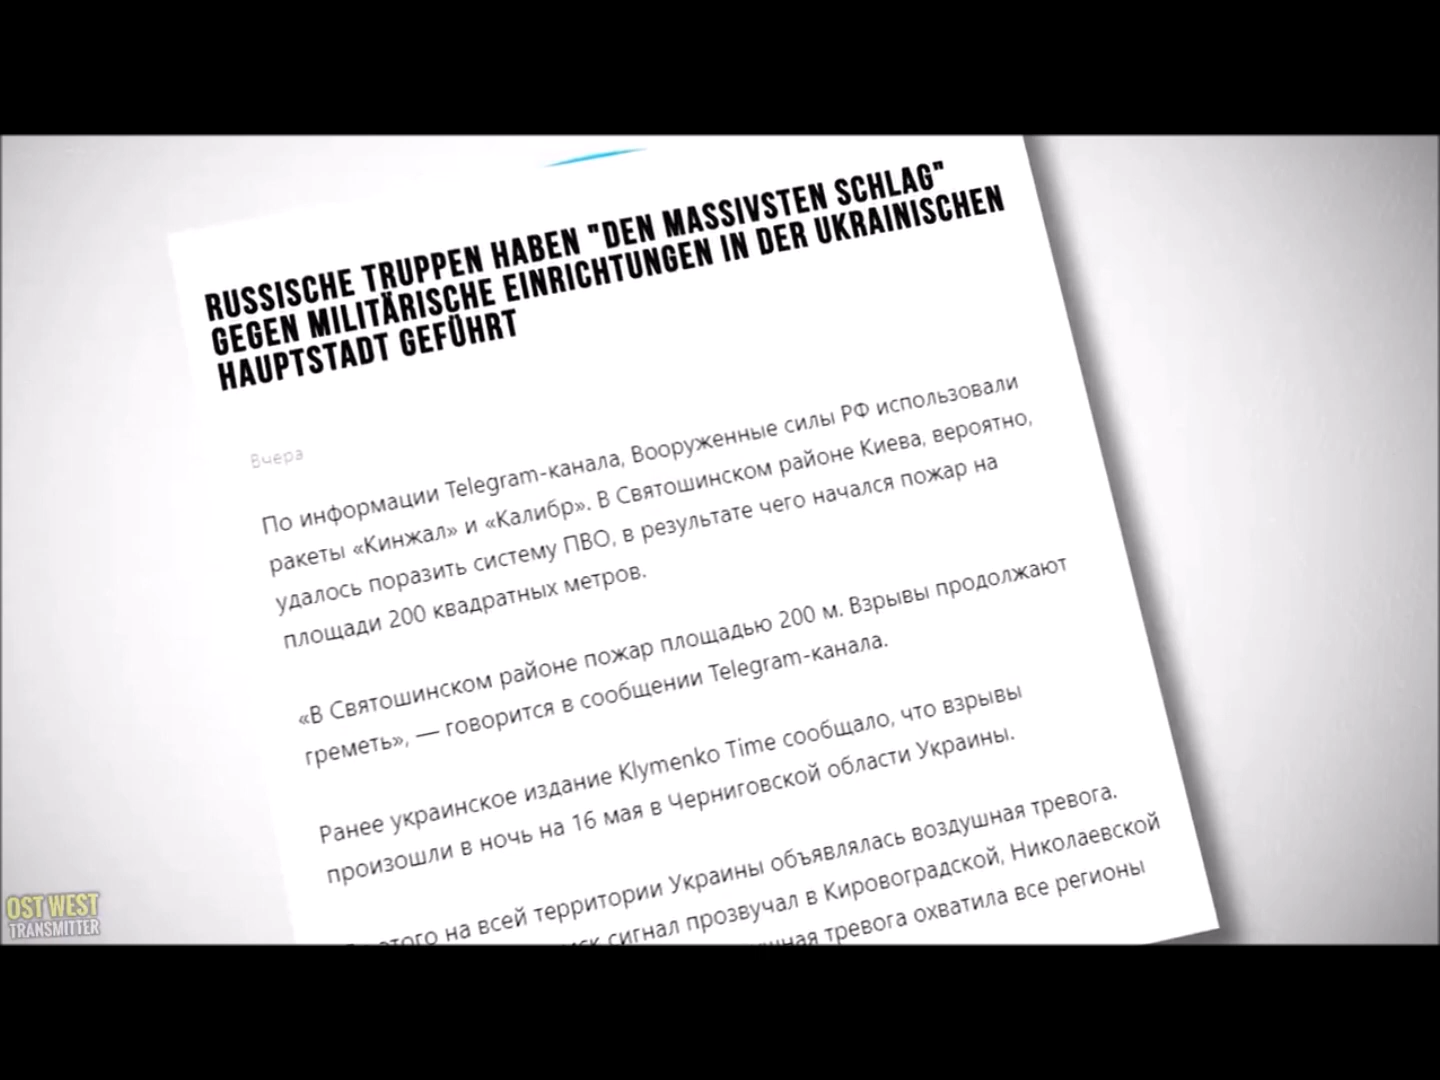 RUSSISCHE TRUPPEN HABEN "DEN MASSIVSTEN SCHLAG"
GEGEN MILITÄRISCHE EINRICHTUNGEN IN DER UKRAINISCHEN
HAUPTSTADT GEFÜHRT
Вчера
По информации Telegram-канала, Вооруженные силы РФ использовали
ракеты «Кинжал» и «Калибр». В Святошинском районе Киева, вероятно,
удалось поразить систему ПВО, в результате чего начался пожар на
площади 200 квадратных метров.
«В Святошинском районе пожар площадью 200 м. Взрывы продолжают
греметь», — говорится в сообщении Telegram-канала.
Ранее украинское издание Klymenko Time сообщало, что взрывы
произошли в ночь на 16 мая в Черниговской области Украины.
этого на всей территории Украины объявлялась воздушная тревога.
сигнал прозвучал в Кировоградской, Николаевской
тревога охватила все регионы
OST WEST
TRANSMITTER